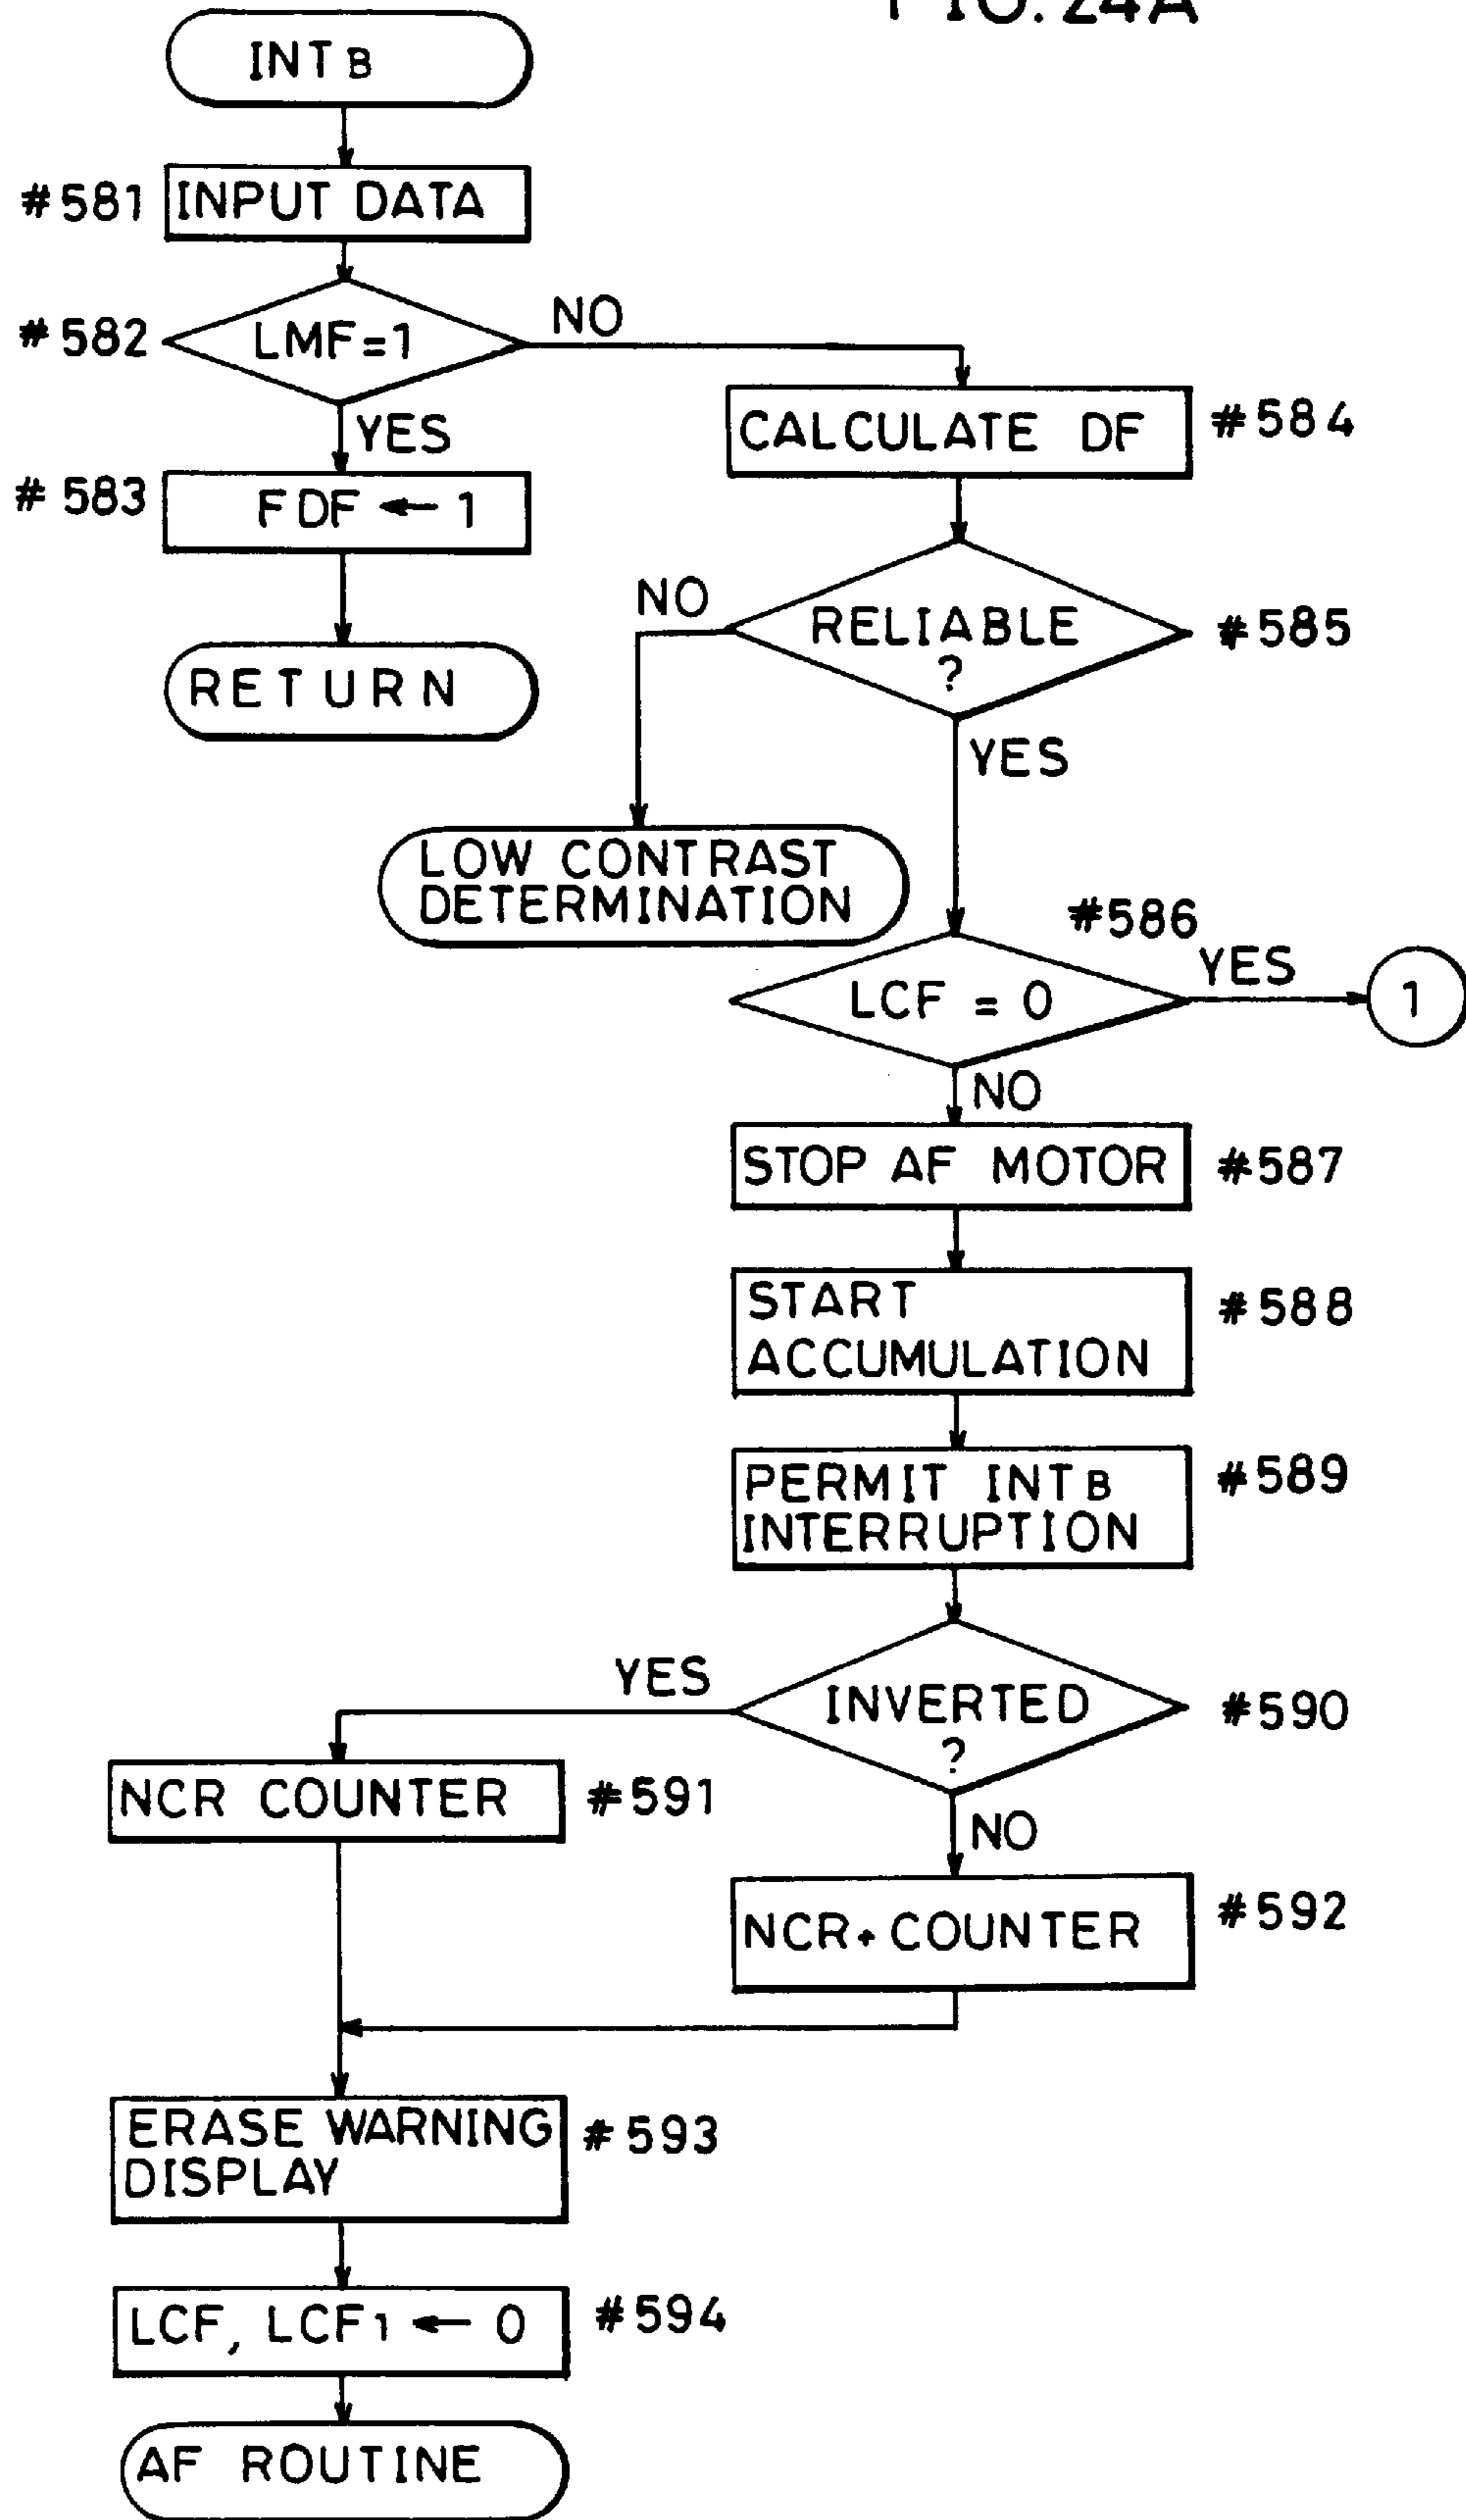 FIG. 24A
INTB
#581 INPUT DATA
#582 LMF=1
NO
YES
#583 FDF ← 1
RETURN
CALCULATE DF #584
NO
RELIABLE
?
#585
YES
LOW CONTRAST
DETERMINATION
#586
LCF = 0
YES
1
NO
STOP AF MOTOR #587
START
ACCUMULATION
#588
PERMIT INTB
INTERRUPTION
#589
YES
INVERTED
?
#590
NCR COUNTER #591
NO
NCR+COUNTER #592
ERASE WARNING
DISPLAY
#593
LCF, LCF1 ← 0 #594
AF ROUTINE